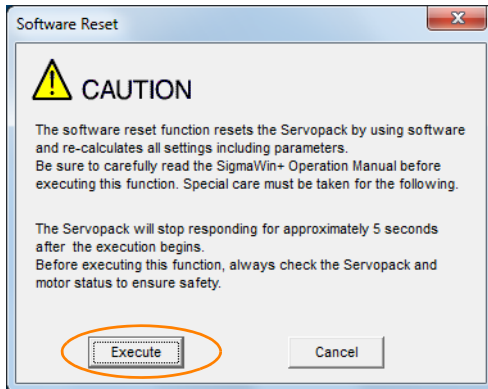 Software Reset
CAUTION
The software reset function resets the Servopack by using software
and re-calculates all settings including parameters.
Be sure to carefully read the SigmaWin+ Operation Manual before
executing this function. Special care must be taken for the following.
The Servopack will stop responding for approximately 5 seconds
after the execution begins.
Before executing this function, always check the Servopack and
motor status to ensure safety.
Execute
Cancel